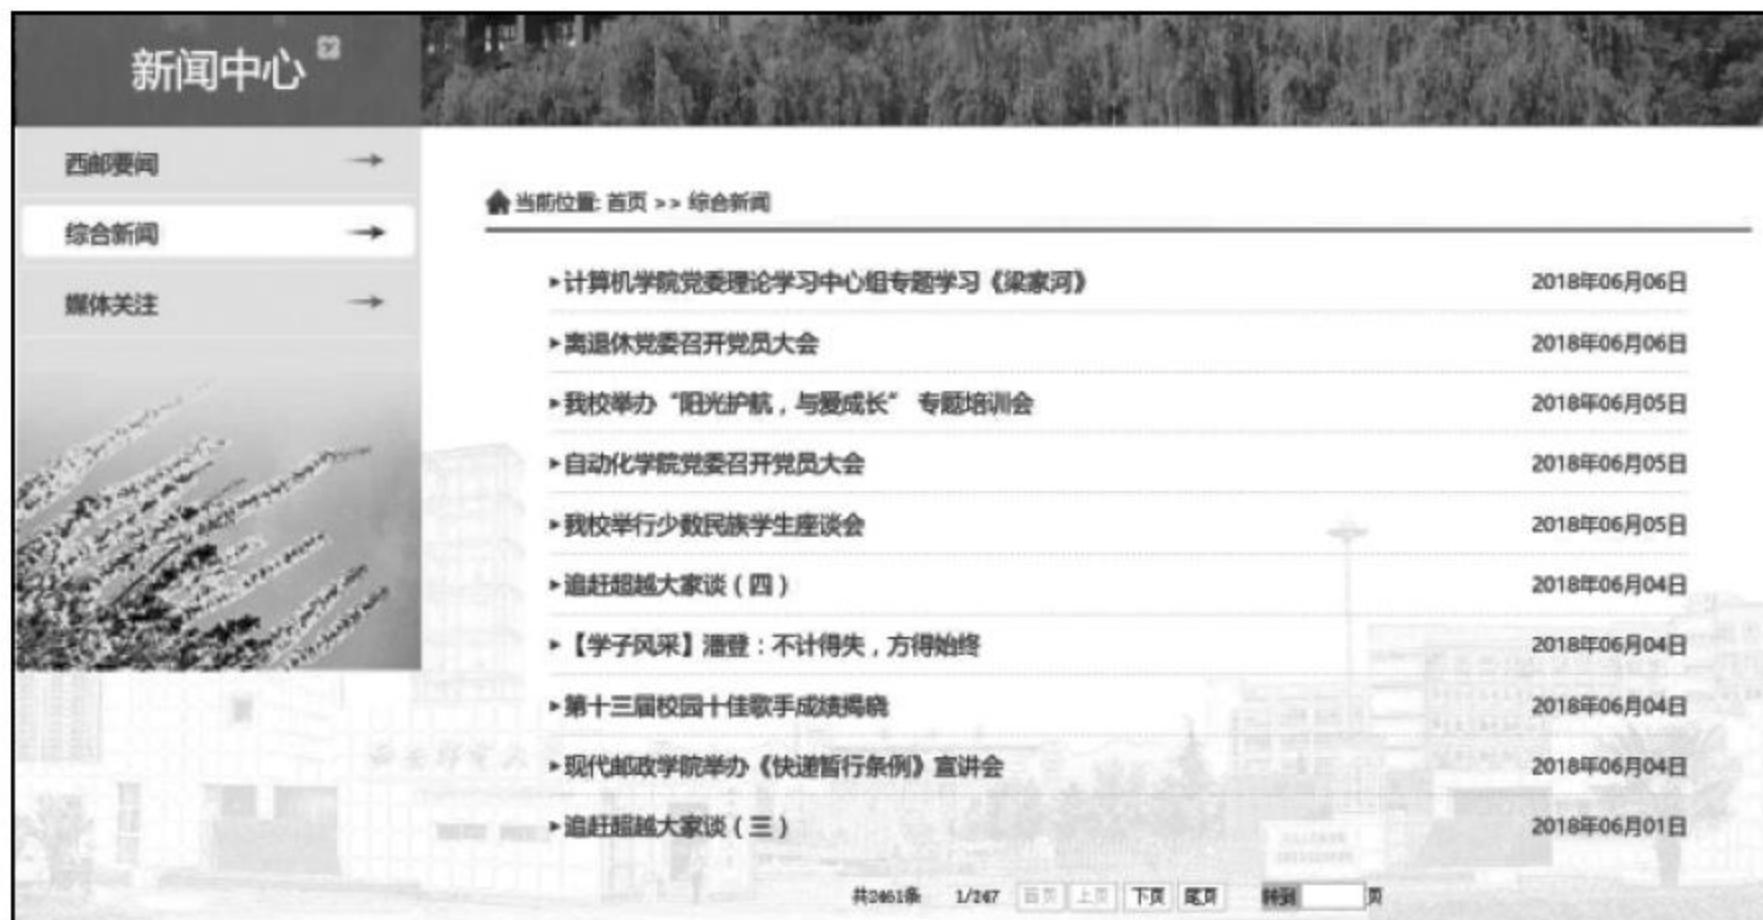 新闻中心
西邮要闻
综合新闻
媒体关注
当前位置: 首页 >> 综合新闻
计算机学院党委理论学习中心组专题学习《梁家河》 2018年06月06日
离退休党委召开党员大会 2018年06月06日
我校举办“阳光护航，与爱成长” 专题培训会 2018年06月05日
自动化学院党委召开党员大会 2018年06月05日
我校举行少数民族学生座谈会 2018年06月05日
追赶超越大家谈（四） 2018年06月04日
【学子风采】潘登：不计得失，方得始终 2018年06月04日
第十三届校园十佳歌手成绩揭晓 2018年06月04日
现代邮政学院举办《快递暂行条例》宣讲会 2018年06月04日
追赶超越大家谈（三） 2018年06月01日
共2461条 1/247 首页 上页 下页 尾页 转到 页